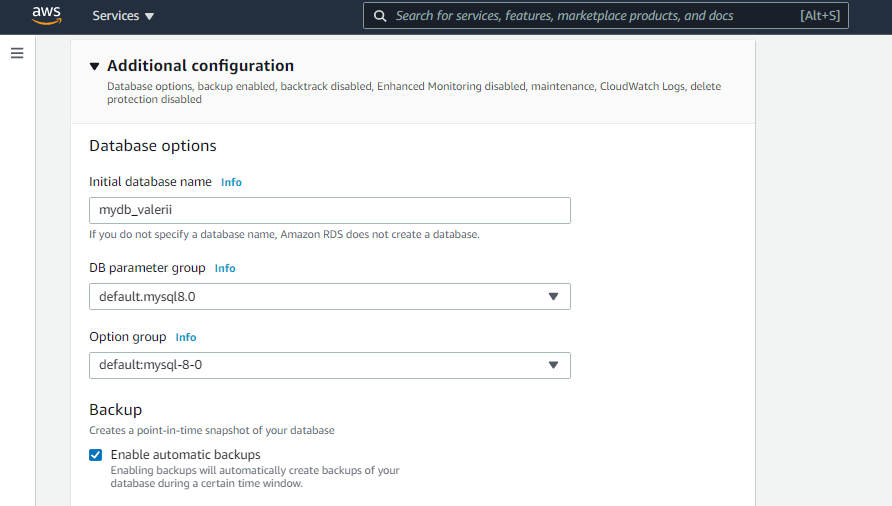 aws
Services
Search for services, features, marketplace products, and docs
[Alt+S]
Additional configuration
Database options, backup enabled, backtrack disabled, Enhanced Monitoring disabled, maintenance, CloudWatch Logs, delete
protection disabled
Database options
Initial database name Info
mydb_valerii
If you do not specify a database name, Amazon RDS does not create a database.
DB parameter group Info
default.mysql8.0
Option group Info
default:mysql-8-0
Backup
Creates a point-in-time snapshot of your database
Enable automatic backups
Enabling backups will automatically create backups of your
database during a certain time window.